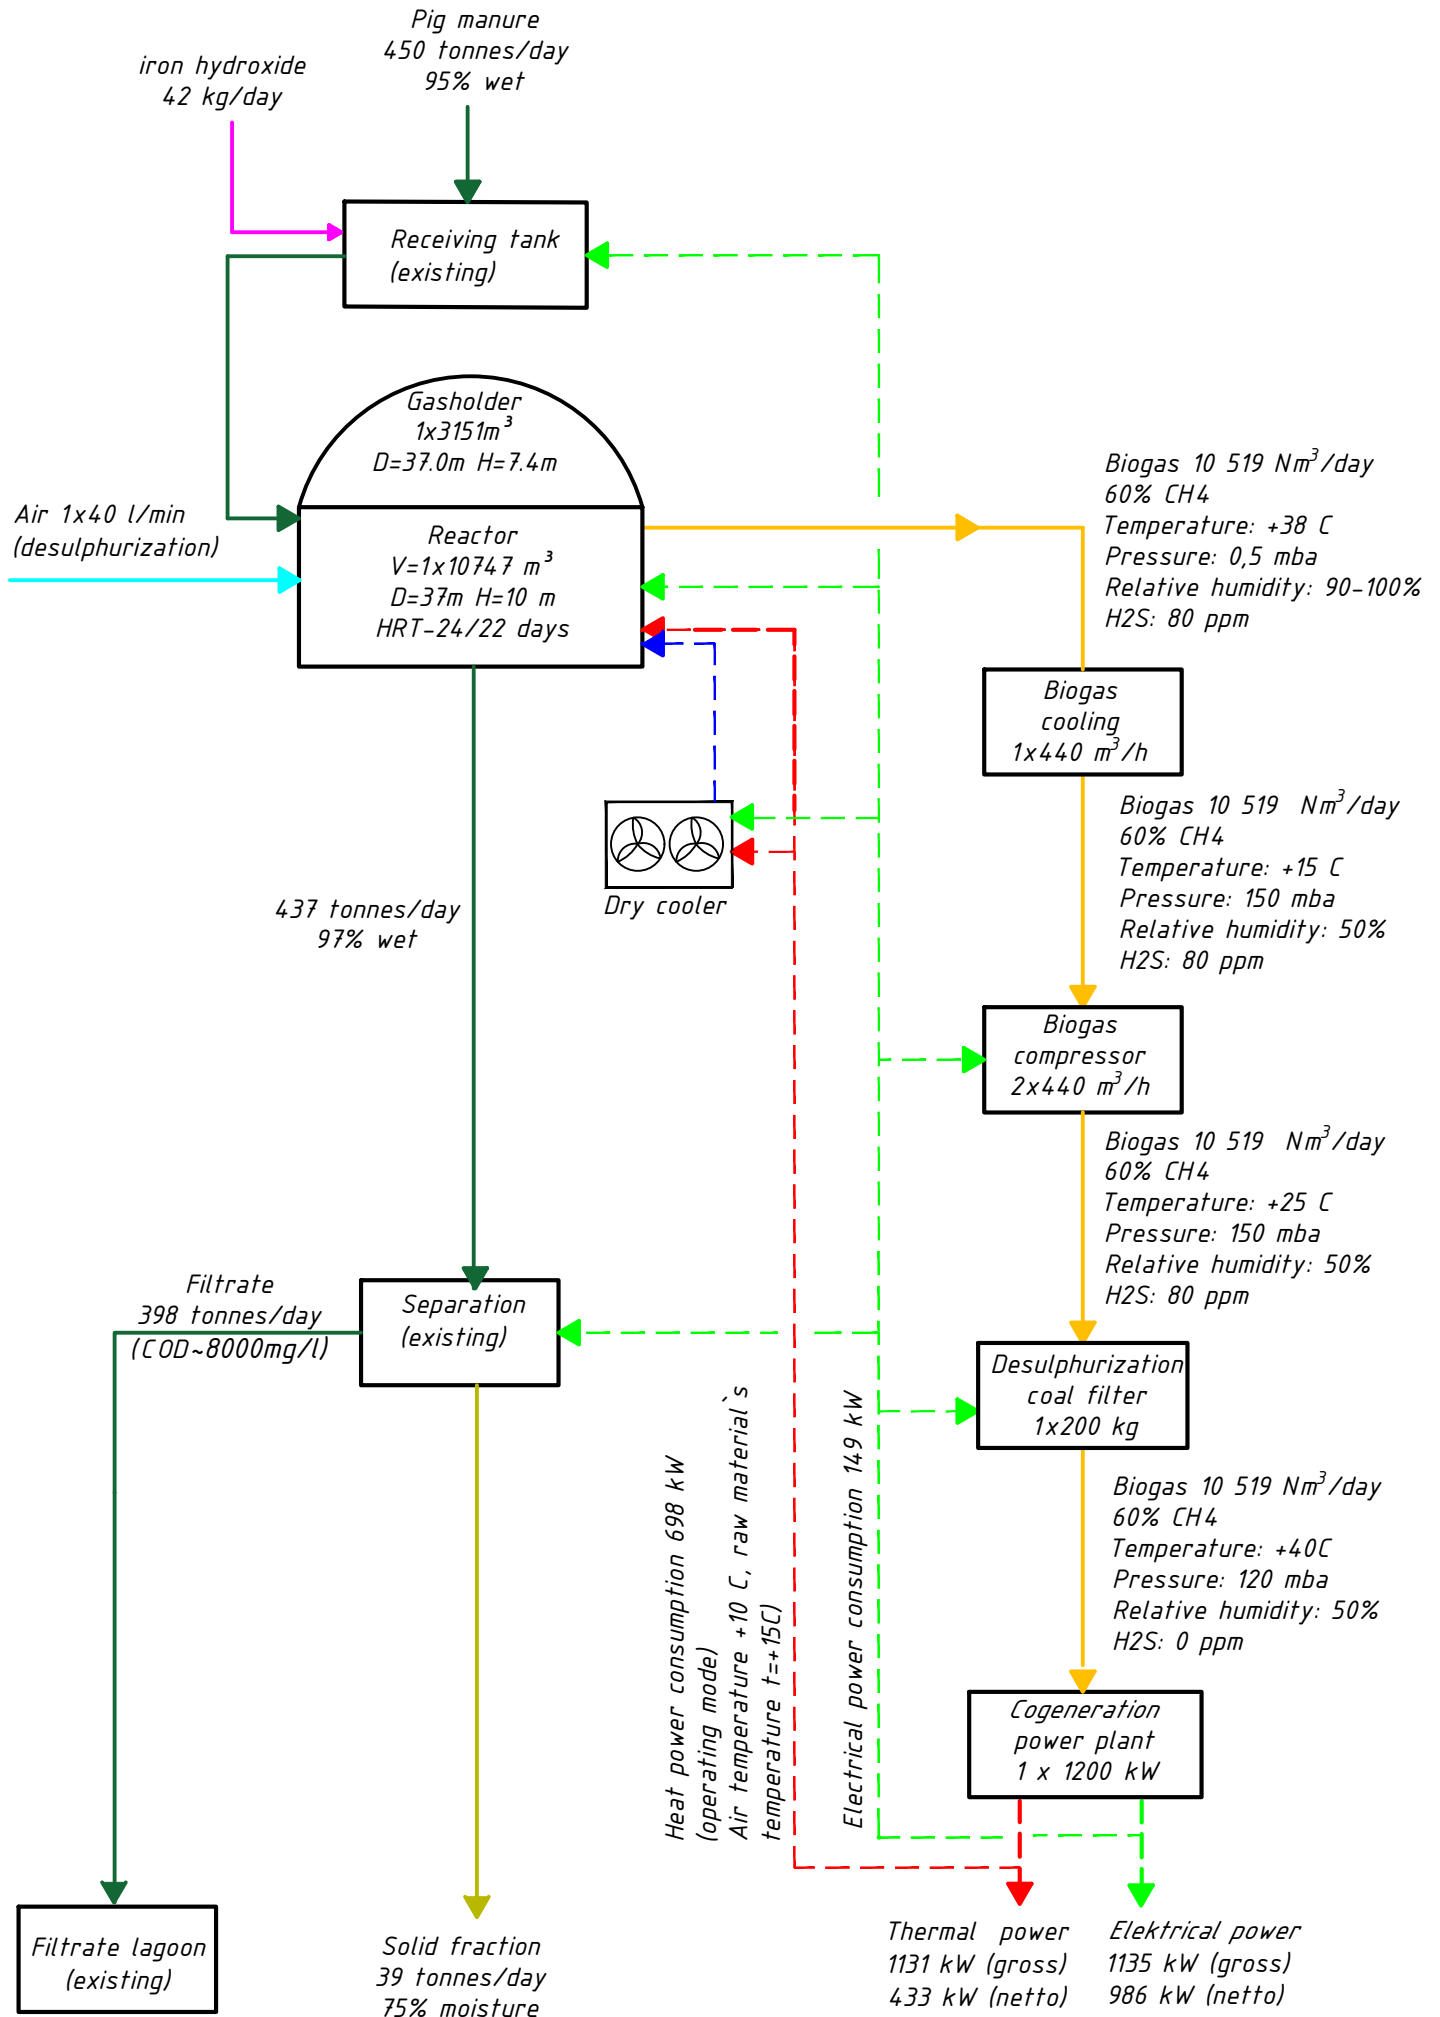 Pig manure
450 tonnes/day
95% wet
iron hydroxide
42 kg/day
Receiving tank
(existing)
Gasholder
1x3151m³
D=37.0m H=7.4m
Air 1x40 l/min
(desulphurization)
Reactor
V=1x10747 m³
D=37m H=10 m
HRT-24/22 days
Biogas 10 519 Nm³/day
60% CH4
Temperature: +38 C
Pressure: 0,5 mba
Relative humidity: 90-100%
H2S: 80 ppm
Biogas
cooling
1x440 m³/h
Biogas 10 519 Nm³/day
60% CH4
Temperature: +15 C
Pressure: 150 mba
Relative humidity: 50%
H2S: 80 ppm
Dry cooler
437 tonnes/day
97% wet
Biogas
compressor
2x440 m³/h
Biogas 10 519 Nm³/day
60% CH4
Temperature: +25 C
Pressure: 150 mba
Relative humidity: 50%
H2S: 80 ppm
Filtrate
398 tonnes/day
(COD~8000mg/l)
Separation
(existing)
Desulphurization
coal filter
1x200 kg
Heat power consumption 698 kW
(operating mode)
Air temperature +10 C, raw material`s
temperature t=+15C)
Electrical power consumption 149 kW
Biogas 10 519 Nm³/day
60% CH4
Temperature: +40C
Pressure: 120 mba
Relative humidity: 50%
H2S: 0 ppm
Cogeneration
power plant
1 x 1200 kW
Filtrate lagoon
(existing)
Solid fraction
39 tonnes/day
75% moisture
Thermal power
1131 kW (gross)
433 kW (netto)
Elektrical power
1135 kW (gross)
986 kW (netto)